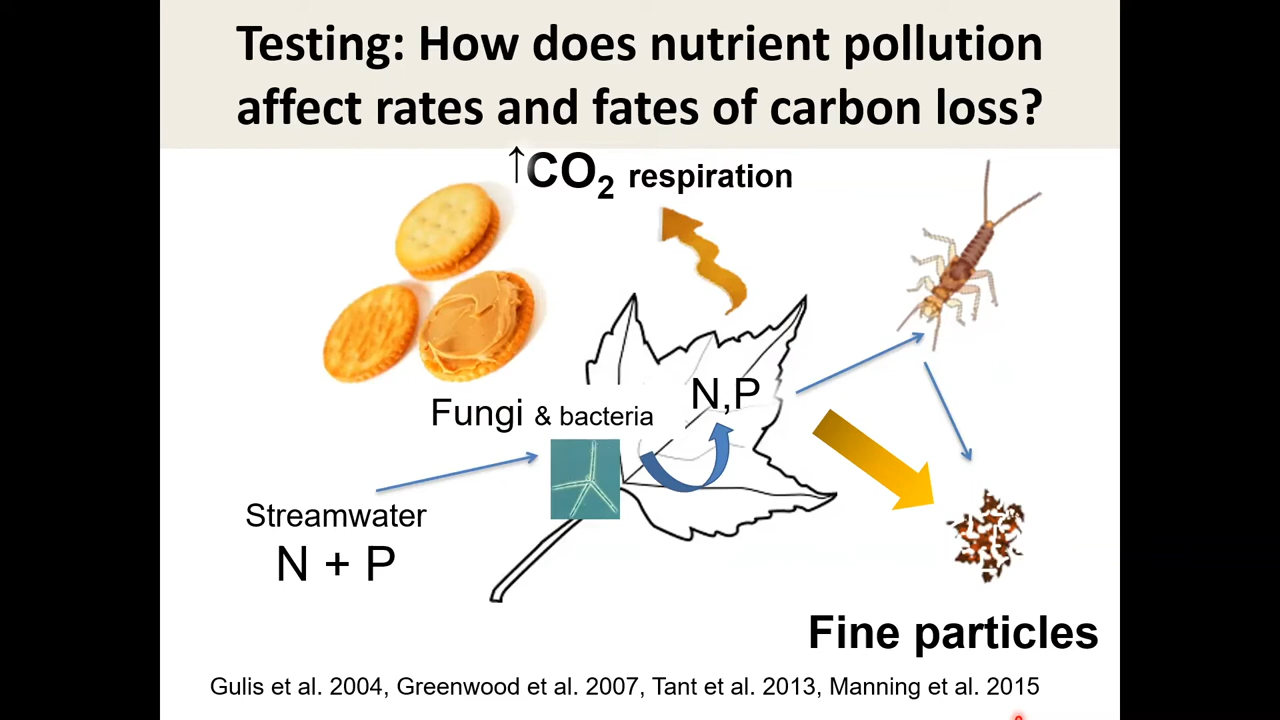 Testing: How does nutrient pollution
affect rates and fates of carbon loss?
↑CO₂ respiration
N,P
Fungi & bacteria
Streamwater
N + P
Fine particles
Gulis et al. 2004, Greenwood et al. 2007, Tant et al. 2013, Manning et al. 2015